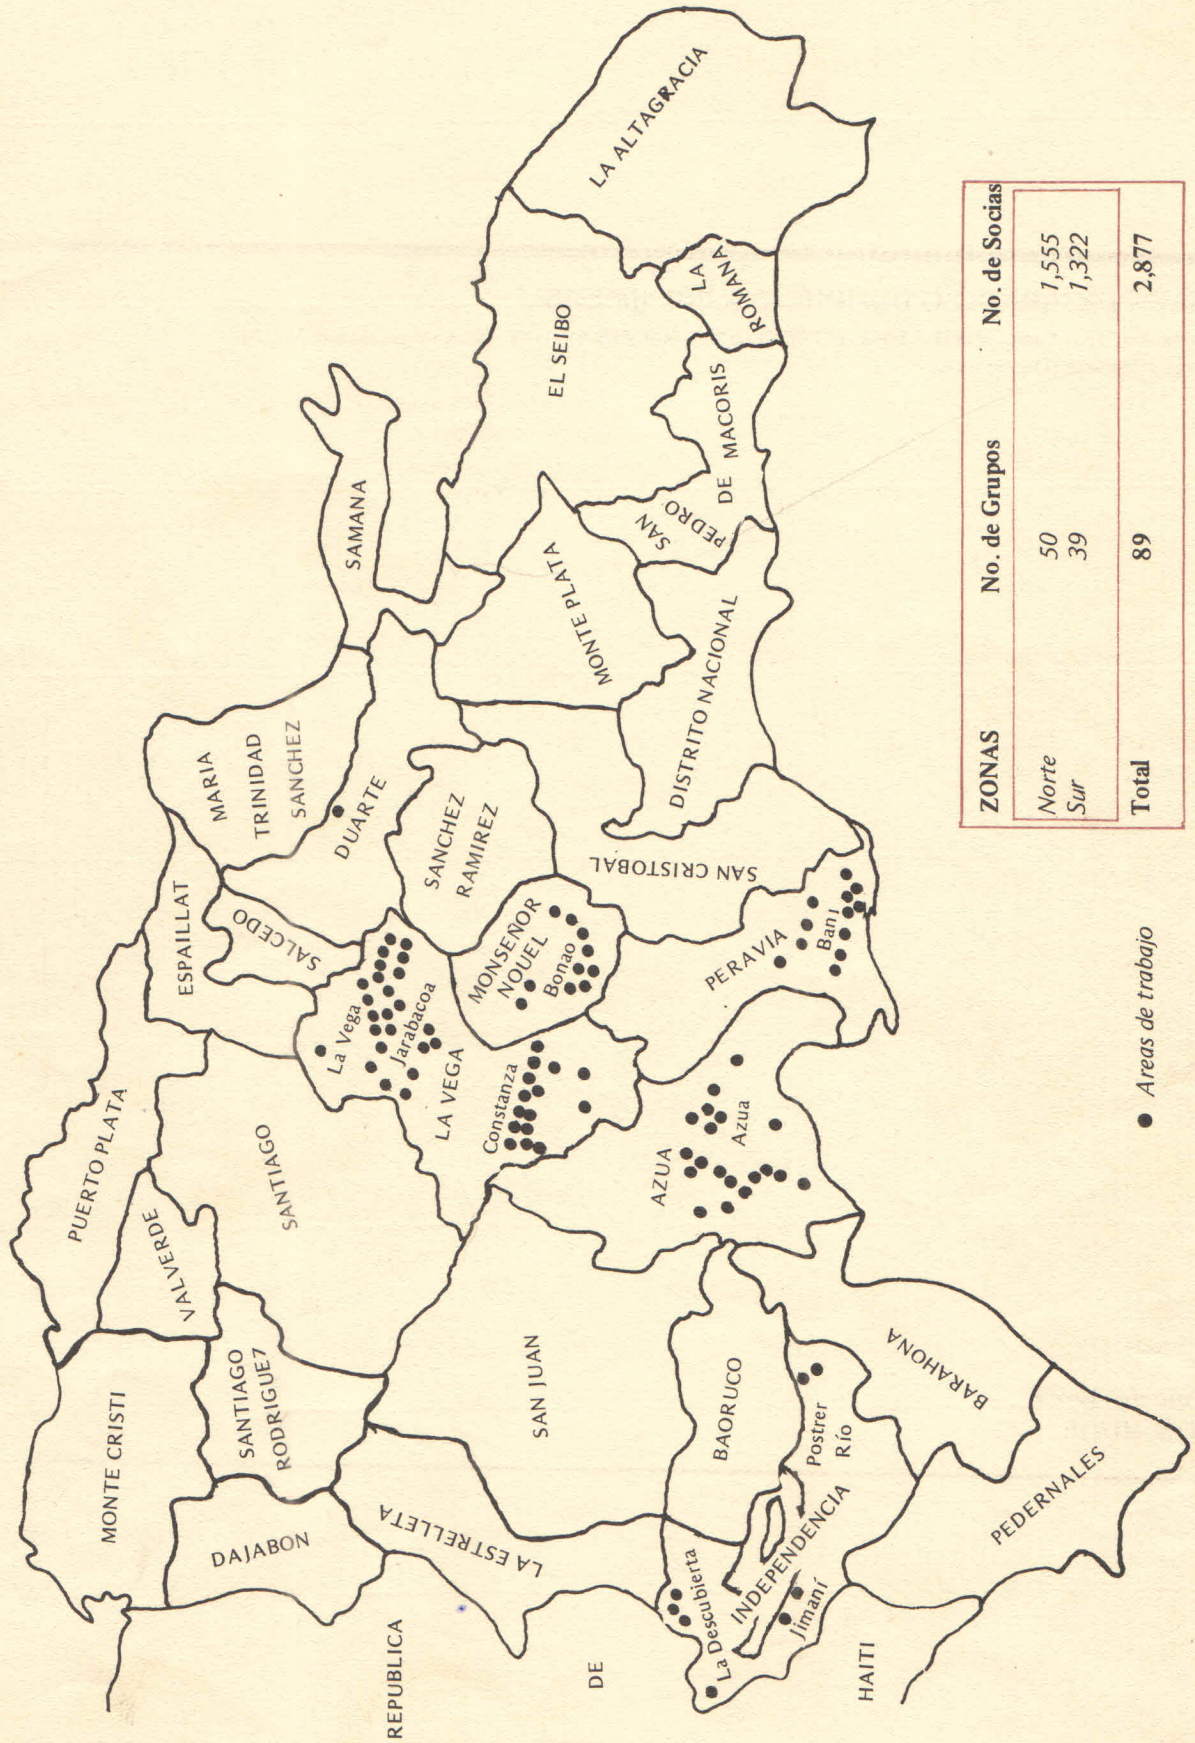 MONTE CRISTI
PUERTO PLATA
VALVERDE
SANTIAGO
RODRIGUE7
DAJABON
SANTIAGO
ESPAILLAT
SALCEDO
MARIA
TRINIDAD
SANCHEZ
DUARTE
SAMANA
SANCHEZ
RAMIREZ
La Vega
Jarabacoa
LA VEGA
Constanza
MONSEÑOR
NOUEL
Bonao
MONTE PLATA
EL SEIBO
LA ALTAGRACIA
LA
ROMANA
SAN
PEDRO
DE MACORIS
DISTRITO NACIONAL
SAN CRISTOBAL
PERAVIA
Bani
AZUA
Azua
SAN JUAN
LA ESTRELLETA
BAORUCO
INDEPENDENCIA
La Descubierta
Jimaní
Postrer
Río
BARAHONA
PEDERNALES
REPUBLICA
DE
HAITI
ZONAS No. de Grupos No. de Socias
Norte 50 1,555
Sur 39 1,322
Total 89 2,877
Areas de trabajo